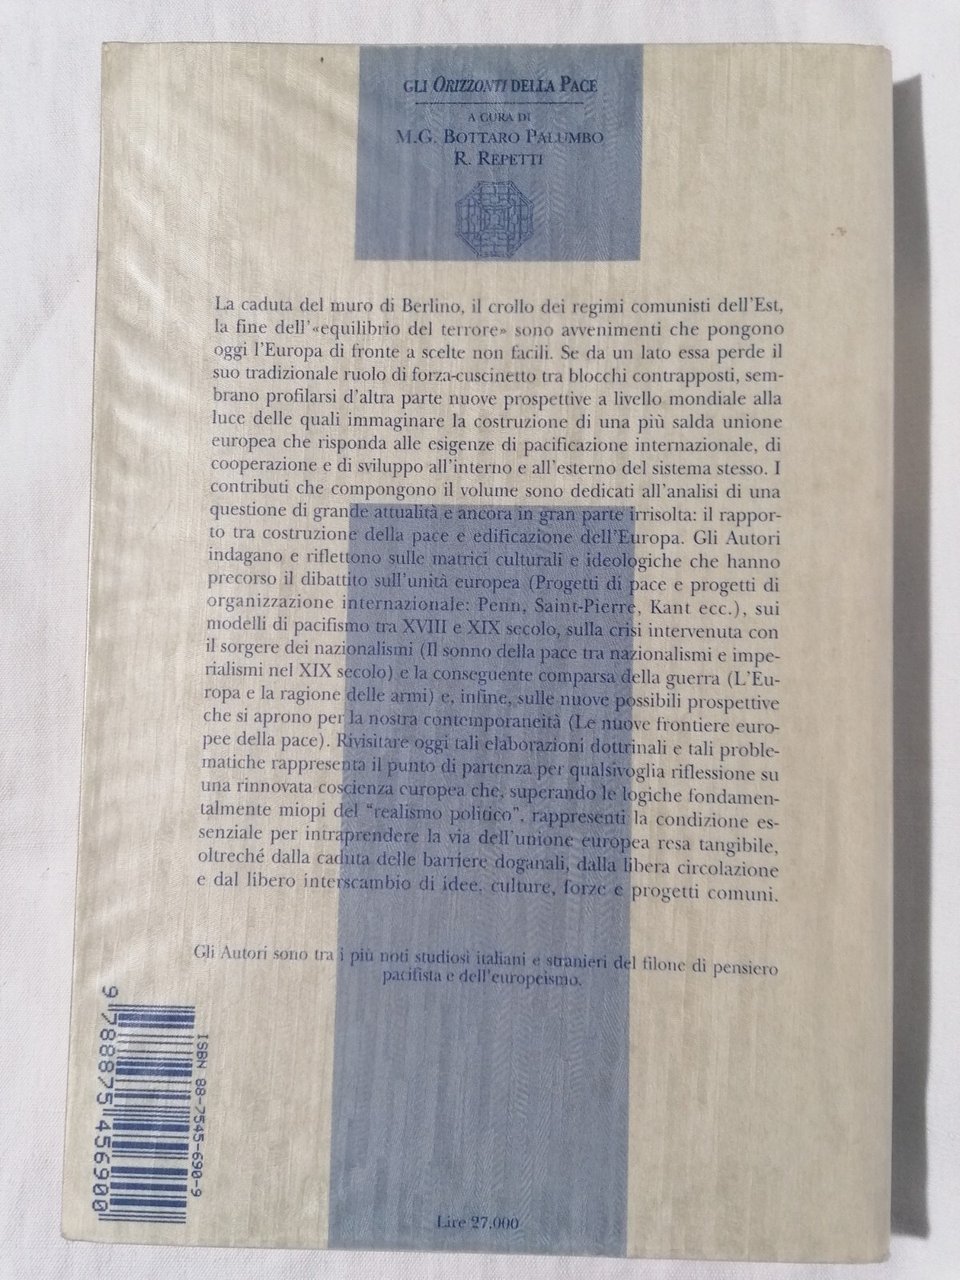 GLI ORIZZONTI DELLA PACE
A CURA DI
M.G. BOTTARO PALUMBO
R. REPETTI
La caduta del muro di Berlino, il crollo dei regimi comunisti dell'Est,
la fine dell'«equilibrio del terrore» sono avvenimenti che pongono
oggi l'Europa di fronte a scelte non facili. Se da un lato essa perde il
suo tradizionale ruolo di forza-cuscinetto tra blocchi contrapposti, sem-
brano profilarsi d'altra parte nuove prospettive a livello mondiale alla
luce delle quali immaginare la costruzione di una più salda unione
europea che risponda alle esigenze di pacificazione internazionale, di
cooperazione e di sviluppo all'interno e all'esterno del sistema stesso. I
contributi che compongono il volume sono dedicati all'analisi di una
questione di grande attualità e ancora in gran parte irrisolta: il rappor-
to tra costruzione della pace e edificazione dell'Europa. Gli Autori
indagano e riflettono sulle matrici culturali e ideologiche che hanno
precorso il dibattito sull'unità europea (Progetti di pace e progetti di
organizzazione internazionale: Penn, Saint-Pierre, Kant ecc.), sui
modelli di pacifismo tra XVIII e XIX secolo, sulla crisi intervenuta con
il sorgere dei nazionalismi (Il sonno della pace tra nazionalismi e impe-
rialismi nel XIX secolo) e la conseguente comparsa della guerra (L'Eu-
ropa e la ragione delle armi) e, infine, sulle nuove possibili prospettive
che si aprono per la nostra contemporaneità (Le nuove frontiere euro-
pee della pace). Rivisitare oggi tali elaborazioni dottrinali e tali proble-
matiche rappresenta il punto di partenza per qualsivoglia riflessione su
una rinnovata coscienza europea che, superando le logiche fondamen-
talmente miopi del "realismo politico", rappresenti la condizione es-
senziale per intraprendere la via dell'unione europea resa tangibile,
oltreché dalla caduta delle barriere doganali, dalla libera circolazione
e dal libero interscambio di idee, culture, forze e progetti comuni.
Gli Autori sono tra i più noti studiosi italiani e stranieri del filone di pensiero
pacifista e dell'europeismo.
ISBN 88-7545-690-9
9 788875 456900
Lire 27.000